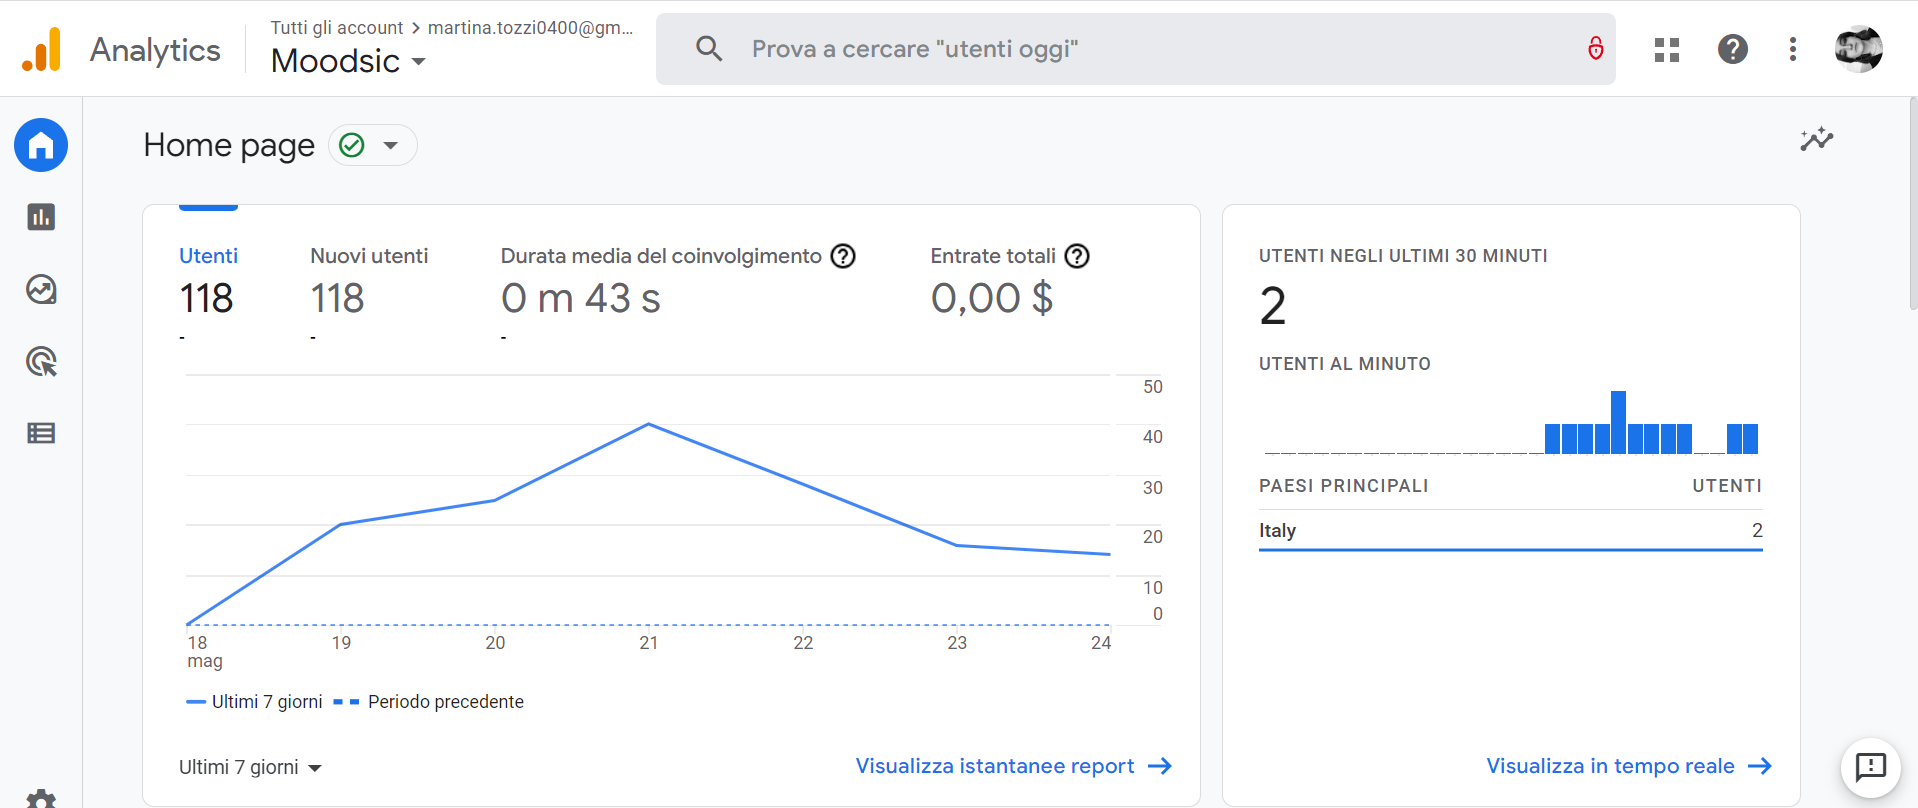 Analytics
Tutti gli account > martina.tozzi0400@gm...
Moodsic
Prova a cercare "utenti oggi"
Home page
Utenti
118
-
Nuovi utenti
118
-
Durata media del coinvolgimento
0 m 43 s
-
Entrate totali
0,00 $
50
40
30
20
10
0
18
mag
19
20
21
22
23
24
Ultimi 7 giorni
Periodo precedente
Ultimi 7 giorni
Visualizza istantanee report
UTENTI NEGLI ULTIMI 30 MINUTI
2
UTENTI AL MINUTO
PAESI PRINCIPALI UTENTI
Italy 2
Visualizza in tempo reale